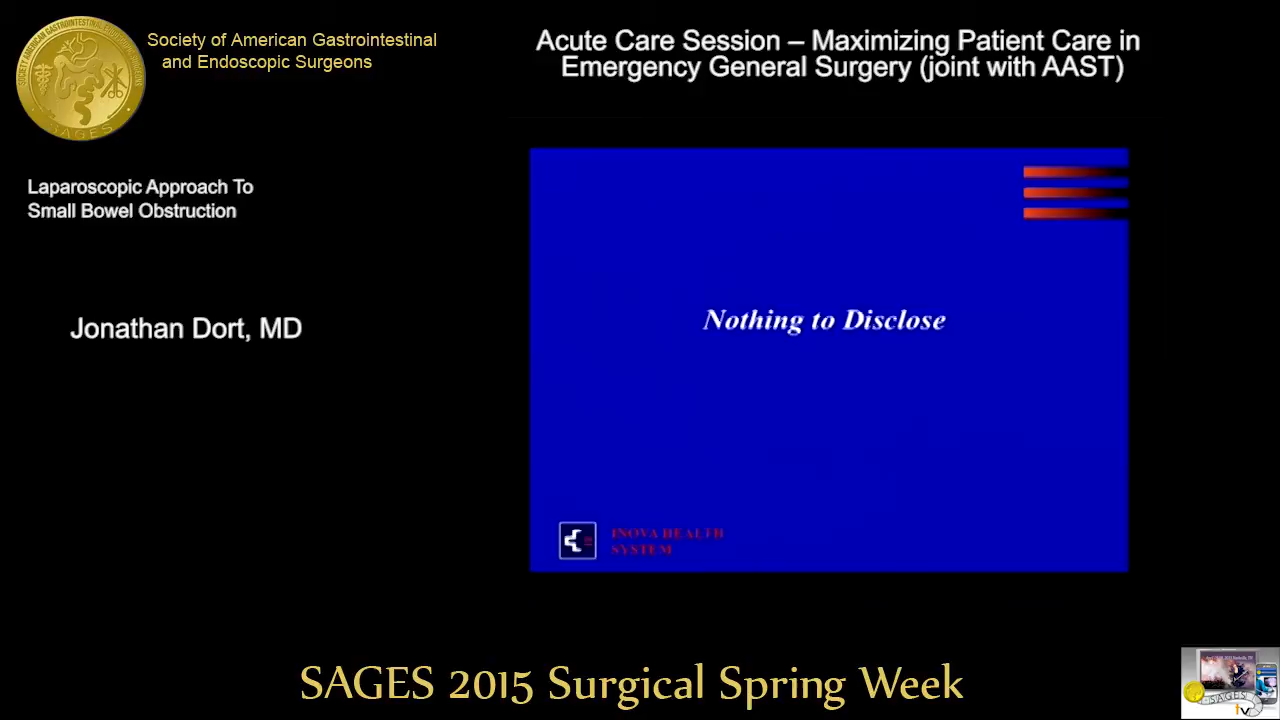 Society of American Gastrointestinal
and Endoscopic Surgeons
Acute Care Session – Maximizing Patient Care in
Emergency General Surgery (joint with AAST)
Laparoscopic Approach To
Small Bowel Obstruction
Jonathan Dort, MD
Nothing to Disclose
INOVA HEALTH
SYSTEM
SAGES 2015 Surgical Spring Week
SAGES
tv